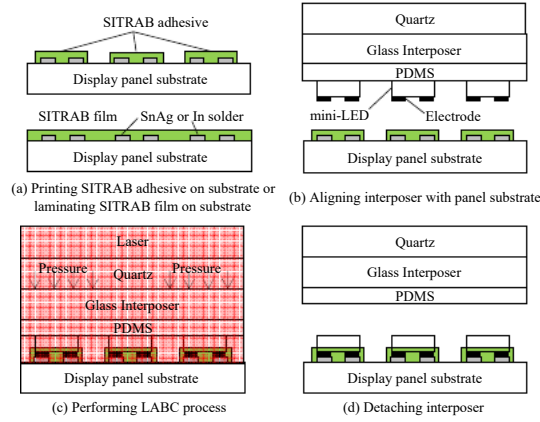 SITRAB adhesive
Display panel substrate
SITRAB film
SnAg or In solder
Display panel substrate
(a) Printing SITRAB adhesive on substrate or
laminating SITRAB film on substrate
Quartz
Glass Interposer
PDMS
mini-LED
Electrode
Display panel substrate
(b) Aligning interposer with panel substrate
Laser
Pressure
Quartz
Pressure
Glass Interposer
PDMS
Display panel substrate
(c) Performing LABC process
Quartz
Glass Interposer
PDMS
Display panel substrate
(d) Detaching interposer